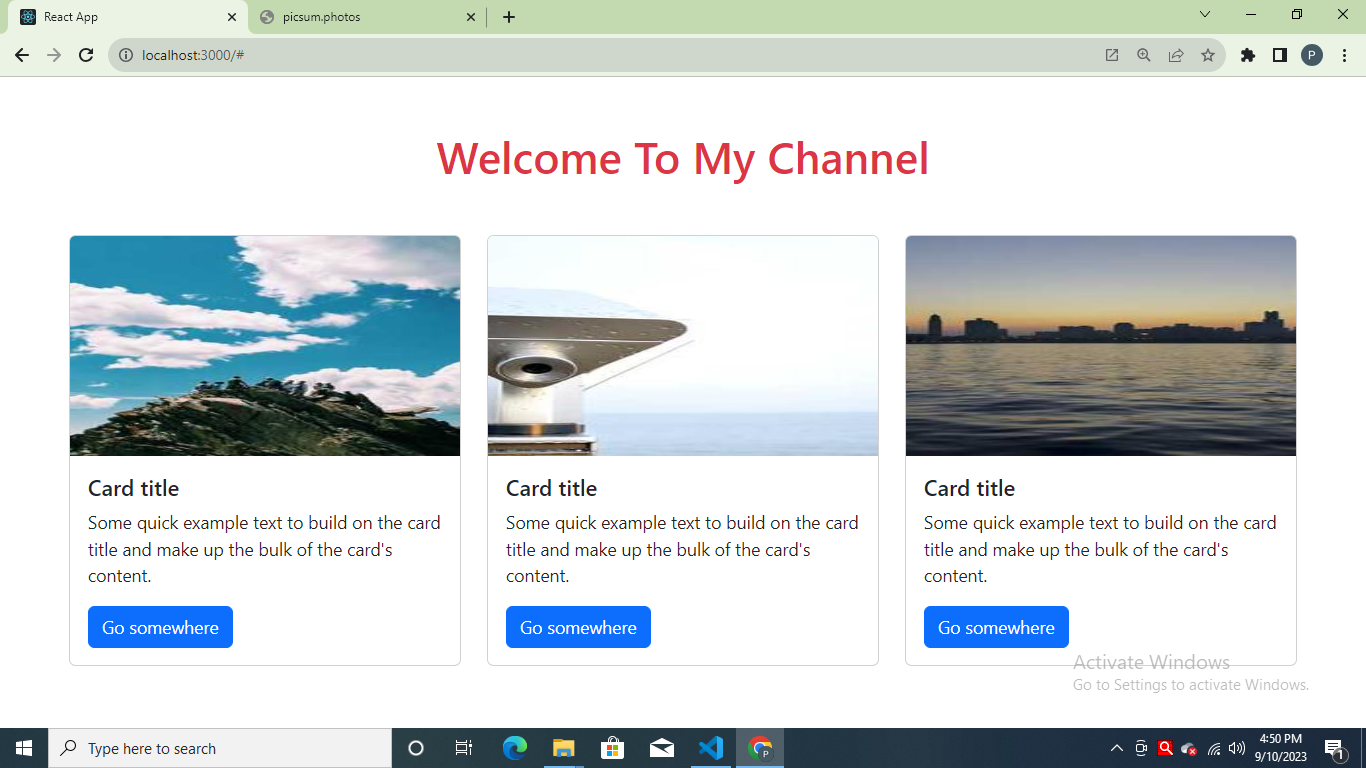 React App
picsum.photos
localhost:3000/#
P
Welcome To My Channel
Card title
Some quick example text to build on the card
title and make up the bulk of the card's
content.
Go somewhere
Card title
Some quick example text to build on the card
title and make up the bulk of the card's
content.
Go somewhere
Card title
Some quick example text to build on the card
title and make up the bulk of the card's
content.
Go somewhere
Activate Windows
Go to Settings to activate Windows.
Type here to search
P
4:50 PM
9/10/2023
1